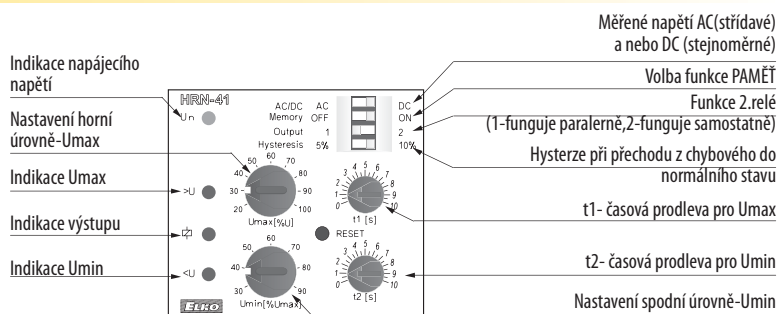 Měřené napětí AC(střídavé)
a nebo DC (stejnoměrné)
Indikace napájecího
napětí
Volba funkce PAMĚŤ
Funkce 2.relé
(1-funguje paralerně,2-funguje samostatně)
Nastavení horní
úrovně-Umax
Hysterze při přechodu z chybového do
normálního stavu
Indikace Umax
t1- časová prodleva pro Umax
Indikace výstupu
t2- časová prodleva pro Umin
Indikace Umin
Nastavení spodní úrovně-Umin
HRN-41
Un
AC/DC AC DC
Memory OFF ON
Output 1 2
Hysteresis 5% 10%
20 30 40 50 60 70 80 90 100
>U
Umax[%U]
0 1 2 3 4 5 6 7 8 9 10
t1 [s]
RESET
<U
30 40 50 60 70 80 90
Umin[%Umax]
0 1 2 3 4 5 6 7 8 9 10
t2 [s]
ELKO